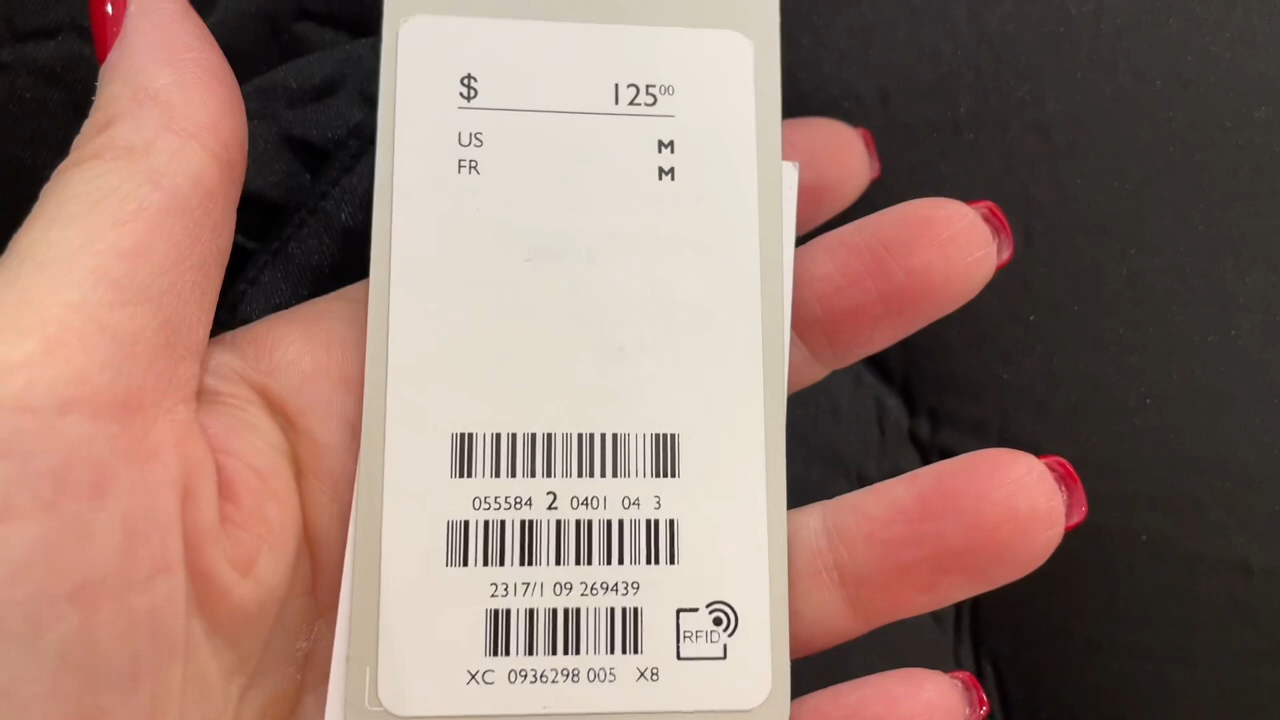 $ 125⁰⁰
US M
FR M
055584 2 0401 04 3
2317/1 09 269439
RFID
XC 0936298 005 X8